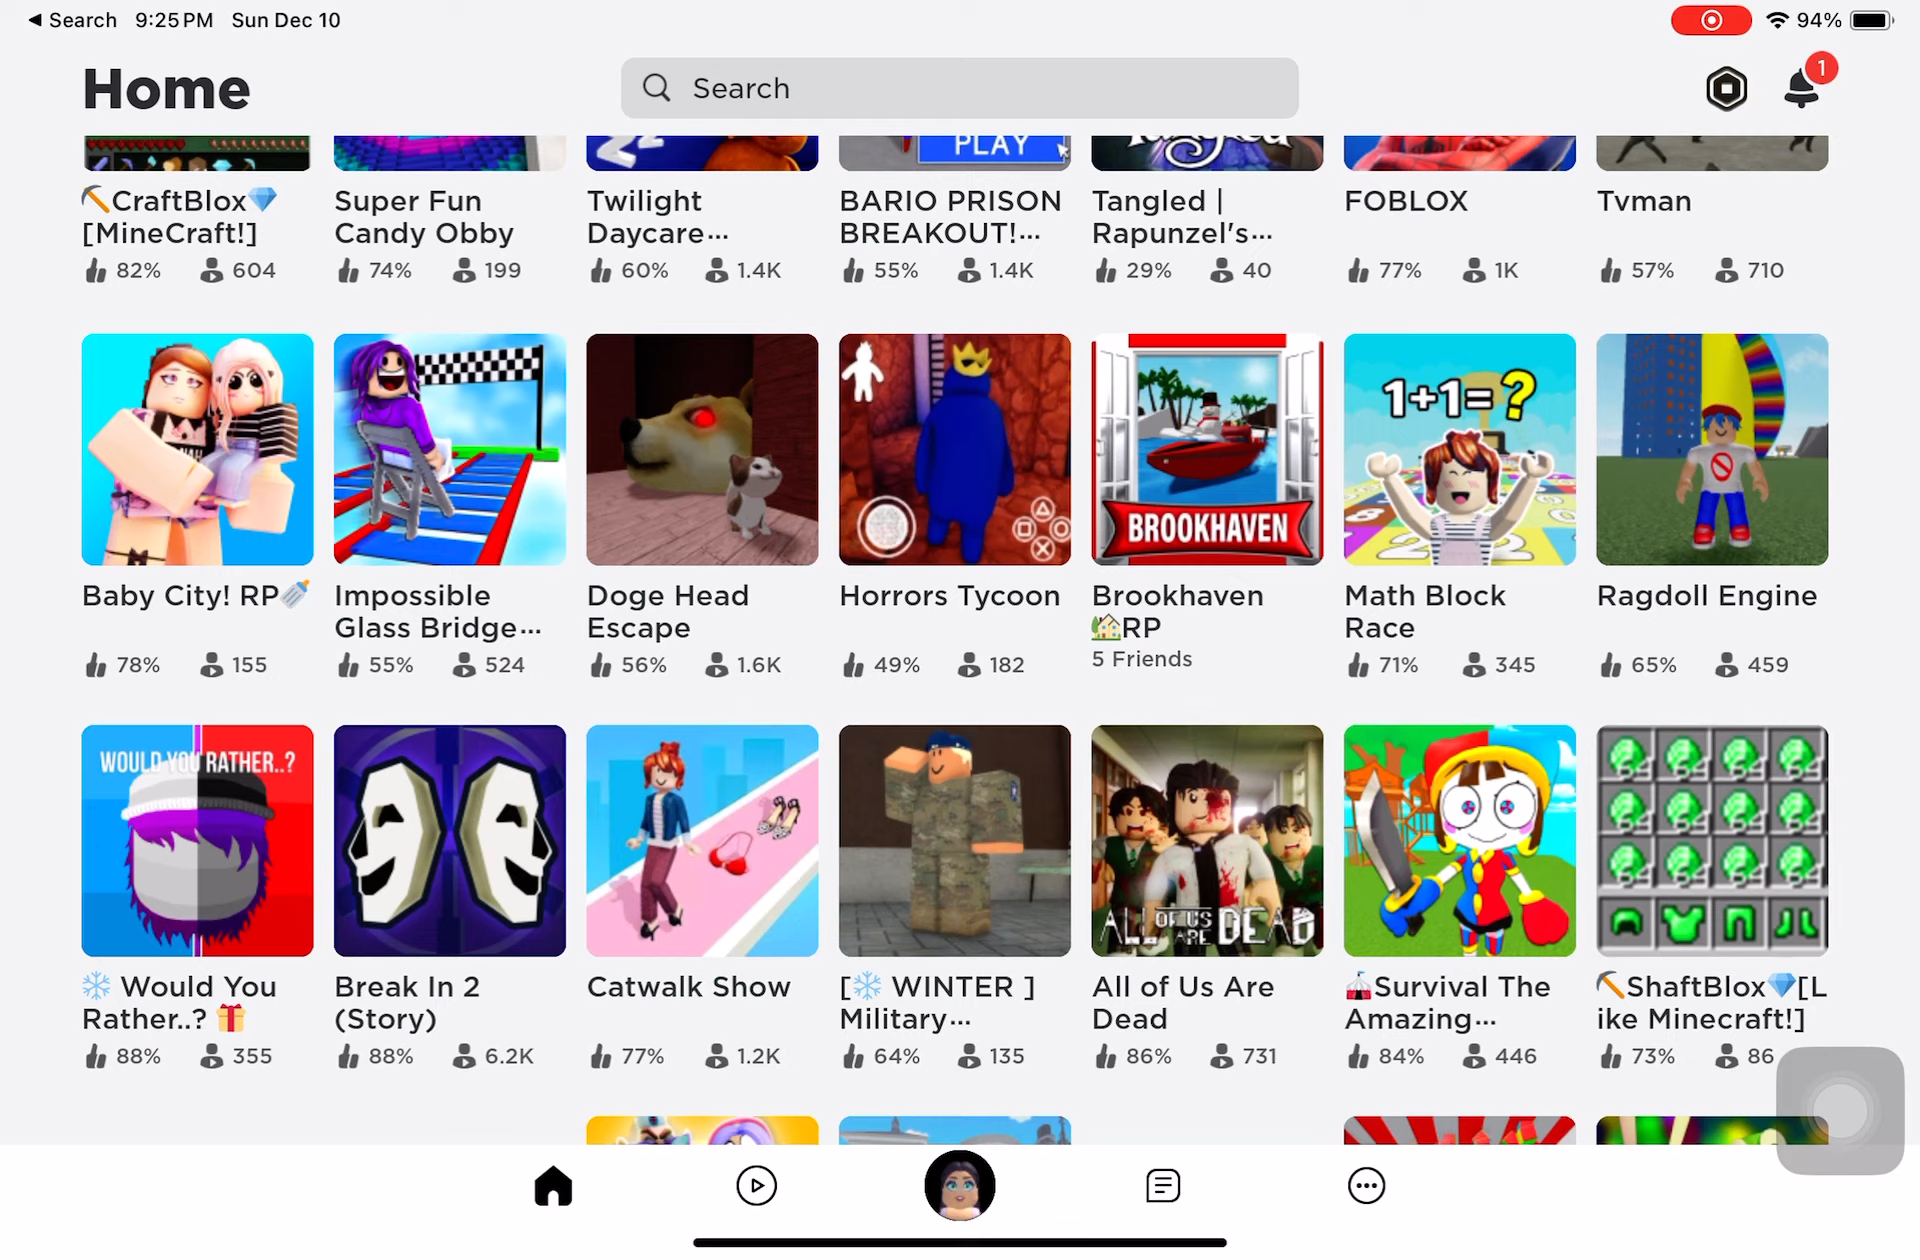 Search 9:25 PM Sun Dec 10 94%
Home
Search
1
PLAY
Tangled
⛏️CraftBlox💎
[MineCraft!]
82% 604
Super Fun
Candy Obby
74% 199
Twilight
Daycare...
60% 1.4K
BARIO PRISON
BREAKOUT!...
55% 1.4K
Tangled |
Rapunzel's...
29% 40
FOBLOX
77% 1K
Tvman
57% 710
BROOKHAVEN
1+1=?
Baby City! RP🍼
78% 155
Impossible
Glass Bridge...
55% 524
Doge Head
Escape
56% 1.6K
Horrors Tycoon
49% 182
Brookhaven
🏡RP
5 Friends
Math Block
Race
71% 345
Ragdoll Engine
65% 459
WOULD YOU RATHER..?
ALL OF US ARE DEAD
❄️ Would You
Rather..? 🎁
88% 355
Break In 2
(Story)
88% 6.2K
Catwalk Show
77% 1.2K
[❄️ WINTER ]
Military...
64% 135
All of Us Are
Dead
86% 731
🎪Survival The
Amazing...
84% 446
⛏️ShaftBlox💎[L
ike Minecraft!]
73% 86